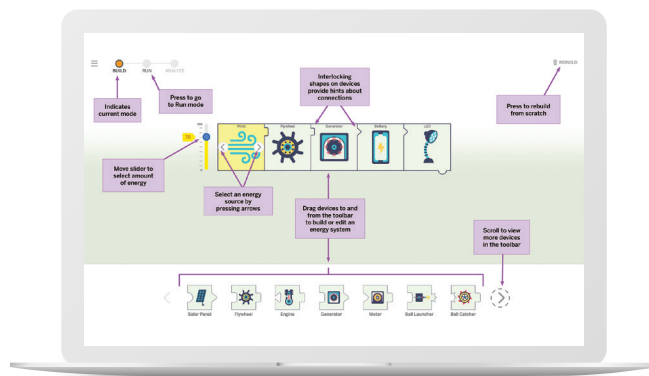 BUILD
RUN
ANALYZE
REBUILD
Indicates
current mode
Press to go
to Run mode
Interlocking
shapes on devices
provide hints about
connections
Press to rebuild
from scratch
Wind
Flywheel
Generator
Battery
LED
Move slider to
select amount
of energy
Select an energy
source by
pressing arrows
Drag devices to and
from the toolbar
to build or edit an
energy system
Scroll to view
more devices
in the toolbar
Solar Panel
Flywheel
Engine
Generator
Motor
Ball Launcher
Ball Catcher